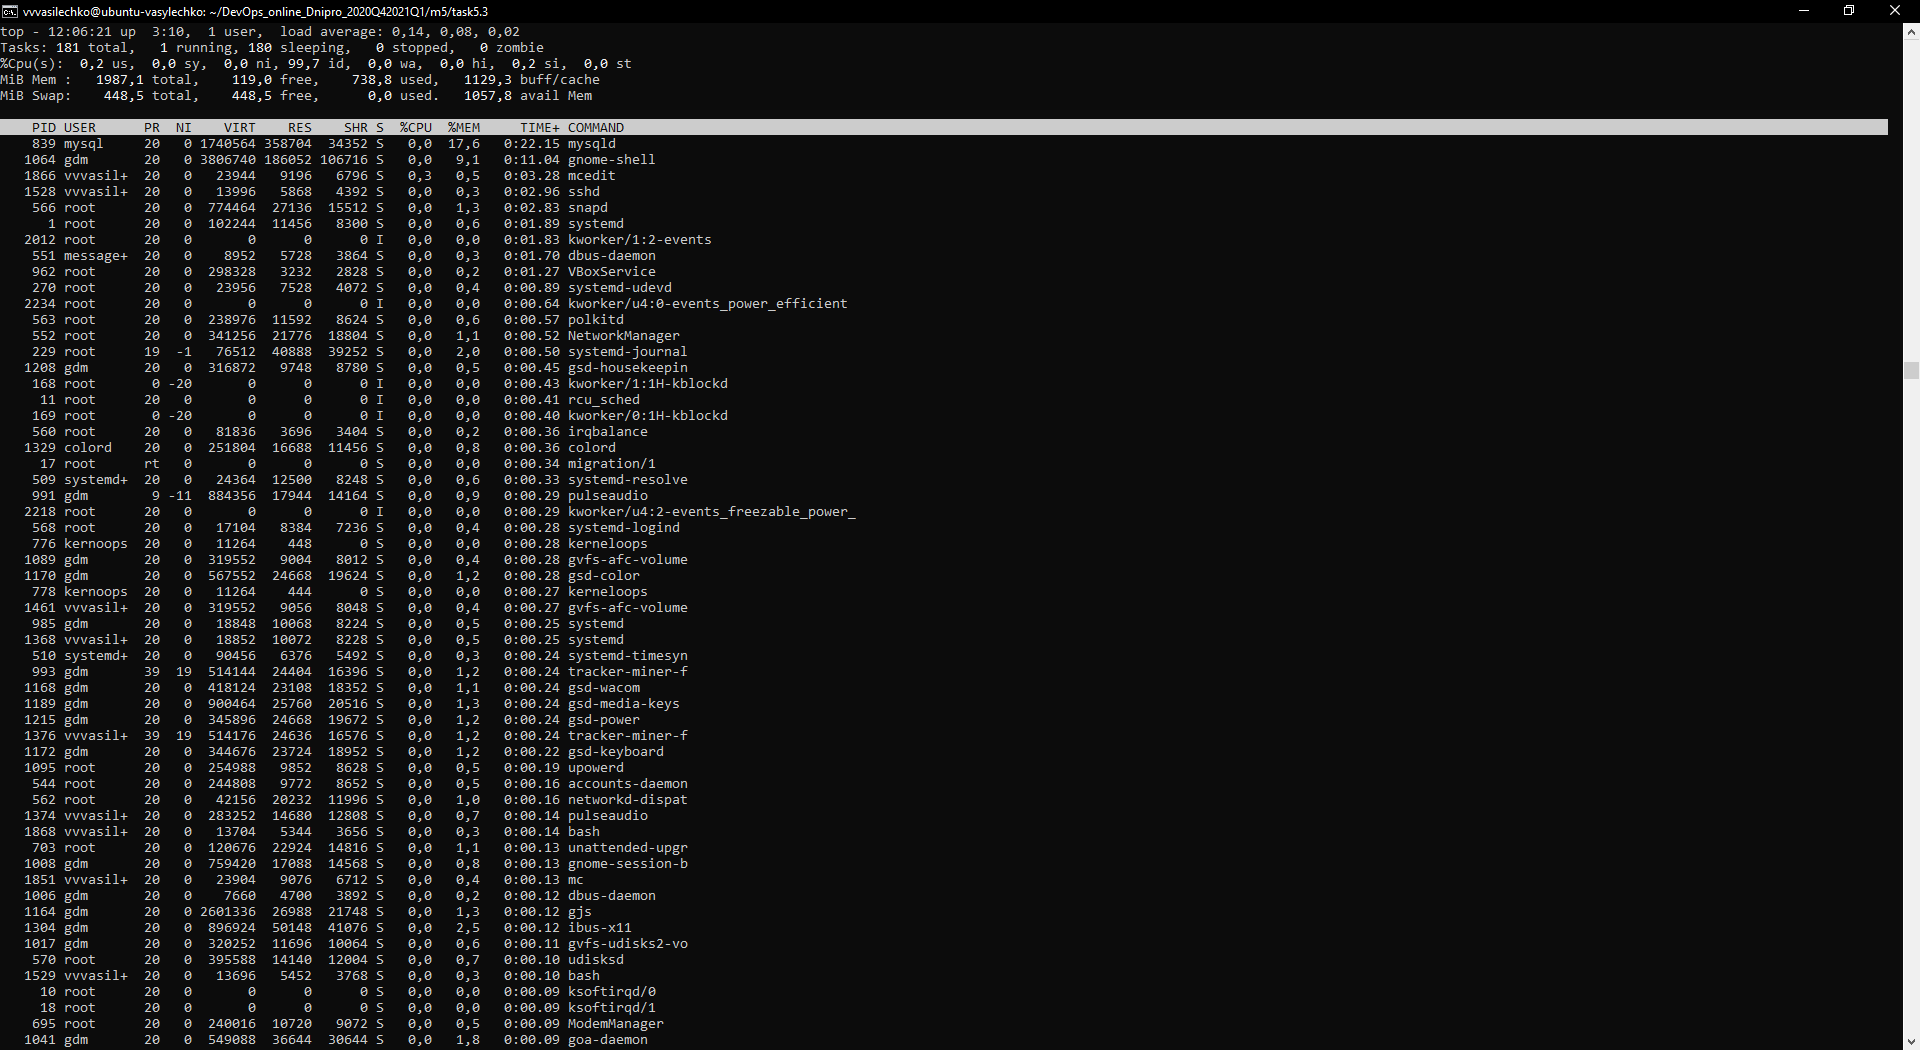 vvvasilechko@ubuntu-vasylechko: ~/DevOps_online_Dnipro_2020Q42021Q1/m5/task5.3
top - 12:06:21 up  3:10,  1 user,  load average: 0,14, 0,08, 0,02
Tasks: 181 total,   1 running, 180 sleeping,   0 stopped,   0 zombie
%Cpu(s):  0,2 us,  0,0 sy,  0,0 ni, 99,7 id,  0,0 wa,  0,0 hi,  0,2 si,  0,0 st
MiB Mem :   1987,1 total,    119,0 free,    738,8 used,   1129,3 buff/cache
MiB Swap:    448,5 total,    448,5 free,      0,0 used.   1057,8 avail Mem
PID USER      PR  NI    VIRT    RES    SHR S  %CPU  %MEM     TIME+ COMMAND
839 mysql     20   0 1740564 358704  34352 S   0,0  17,6   0:22.15 mysqld
1064 gdm       20   0 3806740 186052 106716 S   0,0   9,1   0:11.04 gnome-shell
1866 vvvasil+  20   0   23944   9196   6796 S   0,3   0,5   0:03.28 mcedit
1528 vvvasil+  20   0   13996   5868   4392 S   0,0   0,3   0:02.96 sshd
566 root      20   0  774464  27136  15512 S   0,0   1,3   0:02.83 snapd
1 root      20   0  102244  11456   8300 S   0,0   0,6   0:01.89 systemd
2012 root      20   0       0      0      0 I   0,0   0,0   0:01.83 kworker/1:2-events
551 message+  20   0    8952   5728   3864 S   0,0   0,3   0:01.70 dbus-daemon
962 root      20   0  298328   3232   2828 S   0,0   0,2   0:01.27 VBoxService
270 root      20   0   23956   7528   4072 S   0,0   0,4   0:00.89 systemd-udevd
2234 root      20   0       0      0      0 I   0,0   0,0   0:00.64 kworker/u4:0-events_power_efficient
563 root      20   0  238976  11592   8624 S   0,0   0,6   0:00.57 polkitd
552 root      20   0  341256  21776  18804 S   0,0   1,1   0:00.52 NetworkManager
229 root      19  -1   76512  40888  39252 S   0,0   2,0   0:00.50 systemd-journal
1208 gdm       20   0  316872   9748   8780 S   0,0   0,5   0:00.45 gsd-housekeepin
168 root       0 -20       0      0      0 I   0,0   0,0   0:00.43 kworker/1:1H-kblockd
11 root      20   0       0      0      0 I   0,0   0,0   0:00.41 rcu_sched
169 root       0 -20       0      0      0 I   0,0   0,0   0:00.40 kworker/0:1H-kblockd
560 root      20   0   81836   3696   3404 S   0,0   0,2   0:00.36 irqbalance
1329 colord    20   0  251804  16688  11456 S   0,0   0,8   0:00.36 colord
17 root      rt   0       0      0      0 S   0,0   0,0   0:00.34 migration/1
509 systemd+  20   0   24364  12500   8248 S   0,0   0,6   0:00.33 systemd-resolve
991 gdm        9 -11  884356  17944  14164 S   0,0   0,9   0:00.29 pulseaudio
2218 root      20   0       0      0      0 I   0,0   0,0   0:00.29 kworker/u4:2-events_freezable_power_
568 root      20   0   17104   8384   7236 S   0,0   0,4   0:00.28 systemd-logind
776 kernoops  20   0   11264    448      0 S   0,0   0,0   0:00.28 kerneloops
1089 gdm       20   0  319552   9004   8012 S   0,0   0,4   0:00.28 gvfs-afc-volume
1170 gdm       20   0  567552  24668  19624 S   0,0   1,2   0:00.28 gsd-color
778 kernoops  20   0   11264    444      0 S   0,0   0,0   0:00.27 kerneloops
1461 vvvasil+  20   0  319552   9056   8048 S   0,0   0,4   0:00.27 gvfs-afc-volume
985 gdm       20   0   18848  10068   8224 S   0,0   0,5   0:00.25 systemd
1368 vvvasil+  20   0   18852  10072   8228 S   0,0   0,5   0:00.25 systemd
510 systemd+  20   0   90456   6376   5492 S   0,0   0,3   0:00.24 systemd-timesyn
993 gdm       39  19  514144  24404  16396 S   0,0   1,2   0:00.24 tracker-miner-f
1168 gdm       20   0  418124  23108  18352 S   0,0   1,1   0:00.24 gsd-wacom
1189 gdm       20   0  900464  25760  20516 S   0,0   1,3   0:00.24 gsd-media-keys
1215 gdm       20   0  345896  24668  19672 S   0,0   1,2   0:00.24 gsd-power
1376 vvvasil+  39  19  514176  24636  16576 S   0,0   1,2   0:00.24 tracker-miner-f
1172 gdm       20   0  344676  23724  18952 S   0,0   1,2   0:00.22 gsd-keyboard
1095 root      20   0  254988   9852   8628 S   0,0   0,5   0:00.19 upowerd
544 root      20   0  244808   9772   8652 S   0,0   0,5   0:00.16 accounts-daemon
562 root      20   0   42156  20232  11996 S   0,0   1,0   0:00.16 networkd-dispat
1374 vvvasil+  20   0  283252  14680  12808 S   0,0   0,7   0:00.14 pulseaudio
1868 vvvasil+  20   0   13704   5344   3656 S   0,0   0,3   0:00.14 bash
703 root      20   0  120676  22924  14816 S   0,0   1,1   0:00.13 unattended-upgr
1008 gdm       20   0  759420  17088  14568 S   0,0   0,8   0:00.13 gnome-session-b
1851 vvvasil+  20   0   23904   9076   6712 S   0,0   0,4   0:00.13 mc
1006 gdm       20   0    7660   4700   3892 S   0,0   0,2   0:00.12 dbus-daemon
1164 gdm       20   0 2601336  26988  21748 S   0,0   1,3   0:00.12 gjs
1304 gdm       20   0  896924  50148  41076 S   0,0   2,5   0:00.12 ibus-x11
1017 gdm       20   0  320252  11696  10064 S   0,0   0,6   0:00.11 gvfs-udisks2-vo
570 root      20   0  395588  14140  12004 S   0,0   0,7   0:00.10 udisksd
1529 vvvasil+  20   0   13696   5452   3768 S   0,0   0,3   0:00.10 bash
10 root      20   0       0      0      0 S   0,0   0,0   0:00.09 ksoftirqd/0
18 root      20   0       0      0      0 S   0,0   0,0   0:00.09 ksoftirqd/1
695 root      20   0  240016  10720   9072 S   0,0   0,5   0:00.09 ModemManager
1041 gdm       20   0  549088  36644  30644 S   0,0   1,8   0:00.09 goa-daemon